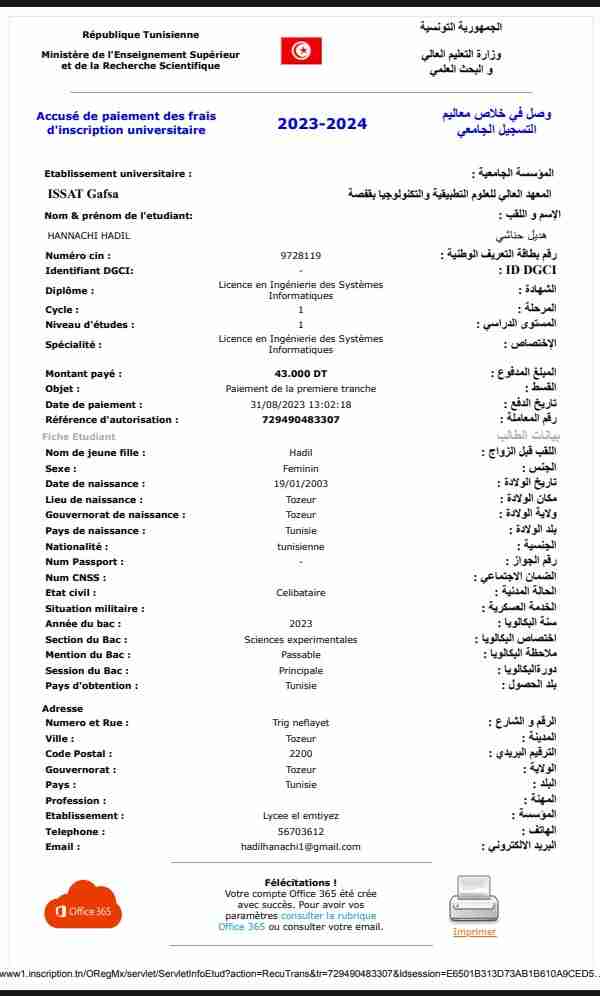 République Tunisienne
الجمهورية التونسية
Ministère de l'Enseignement Supérieur
et de la Recherche Scientifique
وزارة التعليم العالي
و البحث العلمي
Accusé de paiement des frais
d'inscription universitaire
2023-2024
وصل في خلاص معاليم
التسجيل الجامعي
Etablissement universitaire :
المؤسسة الجامعية :
ISSAT Gafsa
المعهد العالي للعلوم التطبيقية والتكنولوجيا بقفصة
Nom & prénom de l'etudiant:
الإسم و اللقب :
HANNACHI HADIL
هديل حناشي
Numéro cin : 9728119 رقم بطاقة التعريف الوطنية :
Identifiant DGCI: - ID DGCI :
Diplôme : Licence en Ingénierie des Systèmes
Informatiques الشهادة :
Cycle : 1 المرحلة :
Niveau d'études : 1 المستوى الدراسي :
Spécialité : Licence en Ingénierie des Systèmes
Informatiques الإختصاص :
Montant payé : 43.000 DT المبلغ المدفوع :
Objet : Paiement de la premiere tranche القسط :
Date de paiement : 31/08/2023 13:02:18 تاريخ الدفع :
Référence d'autorisation : 729490483307 رقم المعاملة :
Fiche Etudiant بيانات الطالب
Nom de jeune fille : Hadil اللقب قبل الزواج :
Sexe : Feminin الجنس :
Date de naissance : 19/01/2003 تاريخ الولادة :
Lieu de naissance : Tozeur مكان الولادة :
Gouvernorat de naissance : Tozeur ولاية الولادة :
Pays de naissance : Tunisie بلد الولادة :
Nationalité : tunisienne الجنسية :
Num Passport : - رقم الجواز :
Num CNSS : الضمان الاجتماعي :
Etat civil : Celibataire الحالة المدنية :
Situation militaire : الخدمة العسكرية :
Année du bac : 2023 سنة البكالوريا :
Section du Bac : Sciences experimentales اختصاص البكالوريا :
Mention du Bac : Passable ملاحظة البكالوريا :
Session du Bac : Principale دورةالبكالوريا :
Pays d'obtention : Tunisie بلد الحصول :
Adresse
Numero et Rue : Trig neflayet الرقم و الشارع :
Ville : Tozeur المدينة :
Code Postal : 2200 الترقيم البريدي :
Gouvernorat : Tozeur الولاية :
Pays : Tunisie البلد :
Profession : المهنة :
Etablissement : Lycee el emtiyez المؤسسة :
Telephone : 56703612 الهاتف :
Email : hadilhanachi1@gmail.com البريد الالكتروني :
Office 365
Félécitations !
Votre compte Office 365 été crée
avec succès. Pour avoir vos
paramètres consulter la rubrique
Office 365 ou consulter votre email.
Imprimer
www1.inscription.tn/ORegMx/servlet/ServletInfoEtud?action=RecuTrans&tr=729490483307&Idsession=E6501B313D73AB1B610A9CED5...